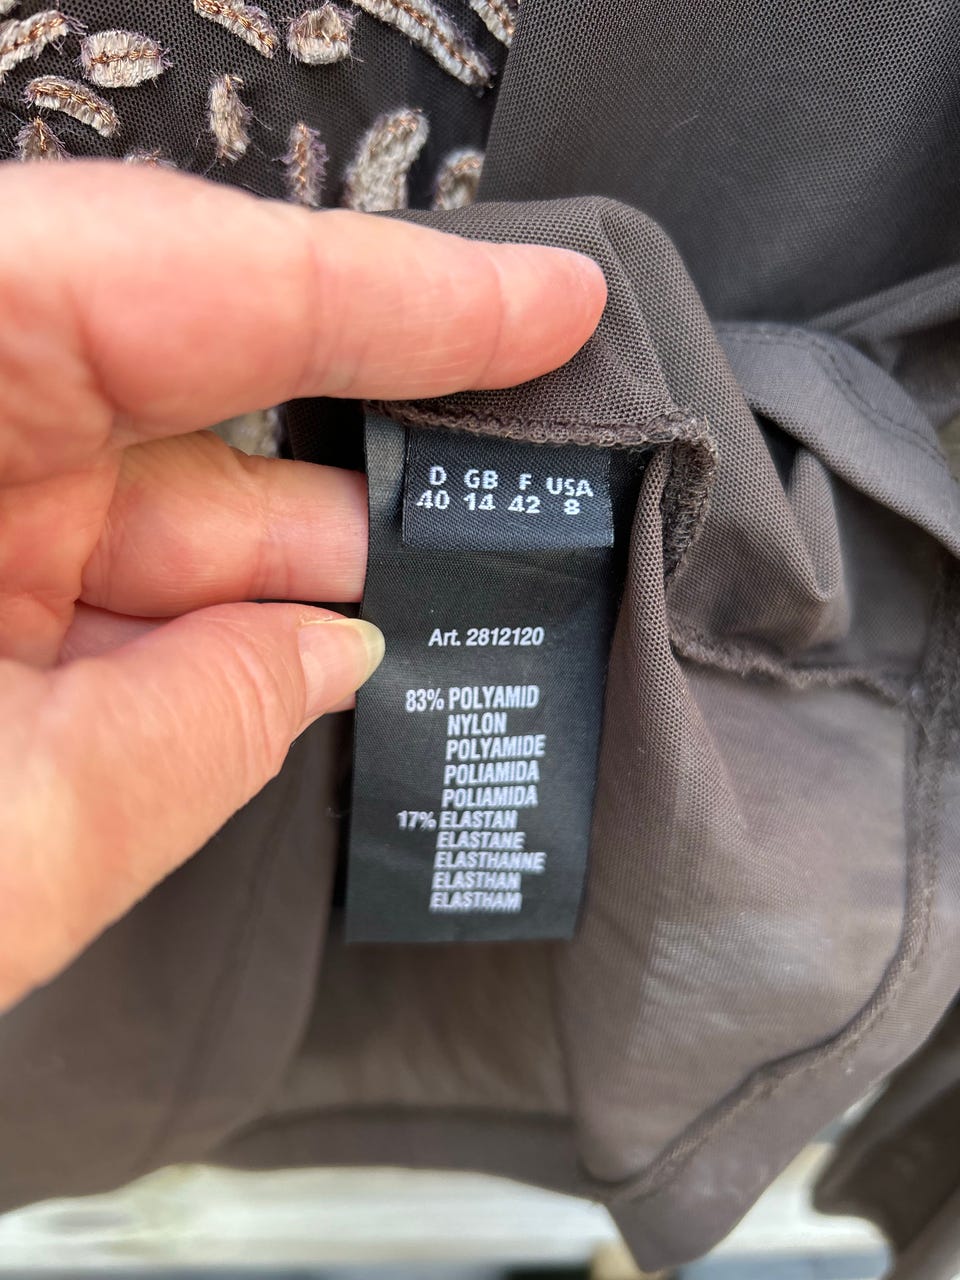 D GB F USA
40 14 42 8
Art. 2812120
83% POLYAMID
NYLON
POLYAMIDE
POLIAMIDA
POLIAMIDA
17% ELASTAN
ELASTANE
ELASTHANNE
ELASTHAN
ELASTHAM